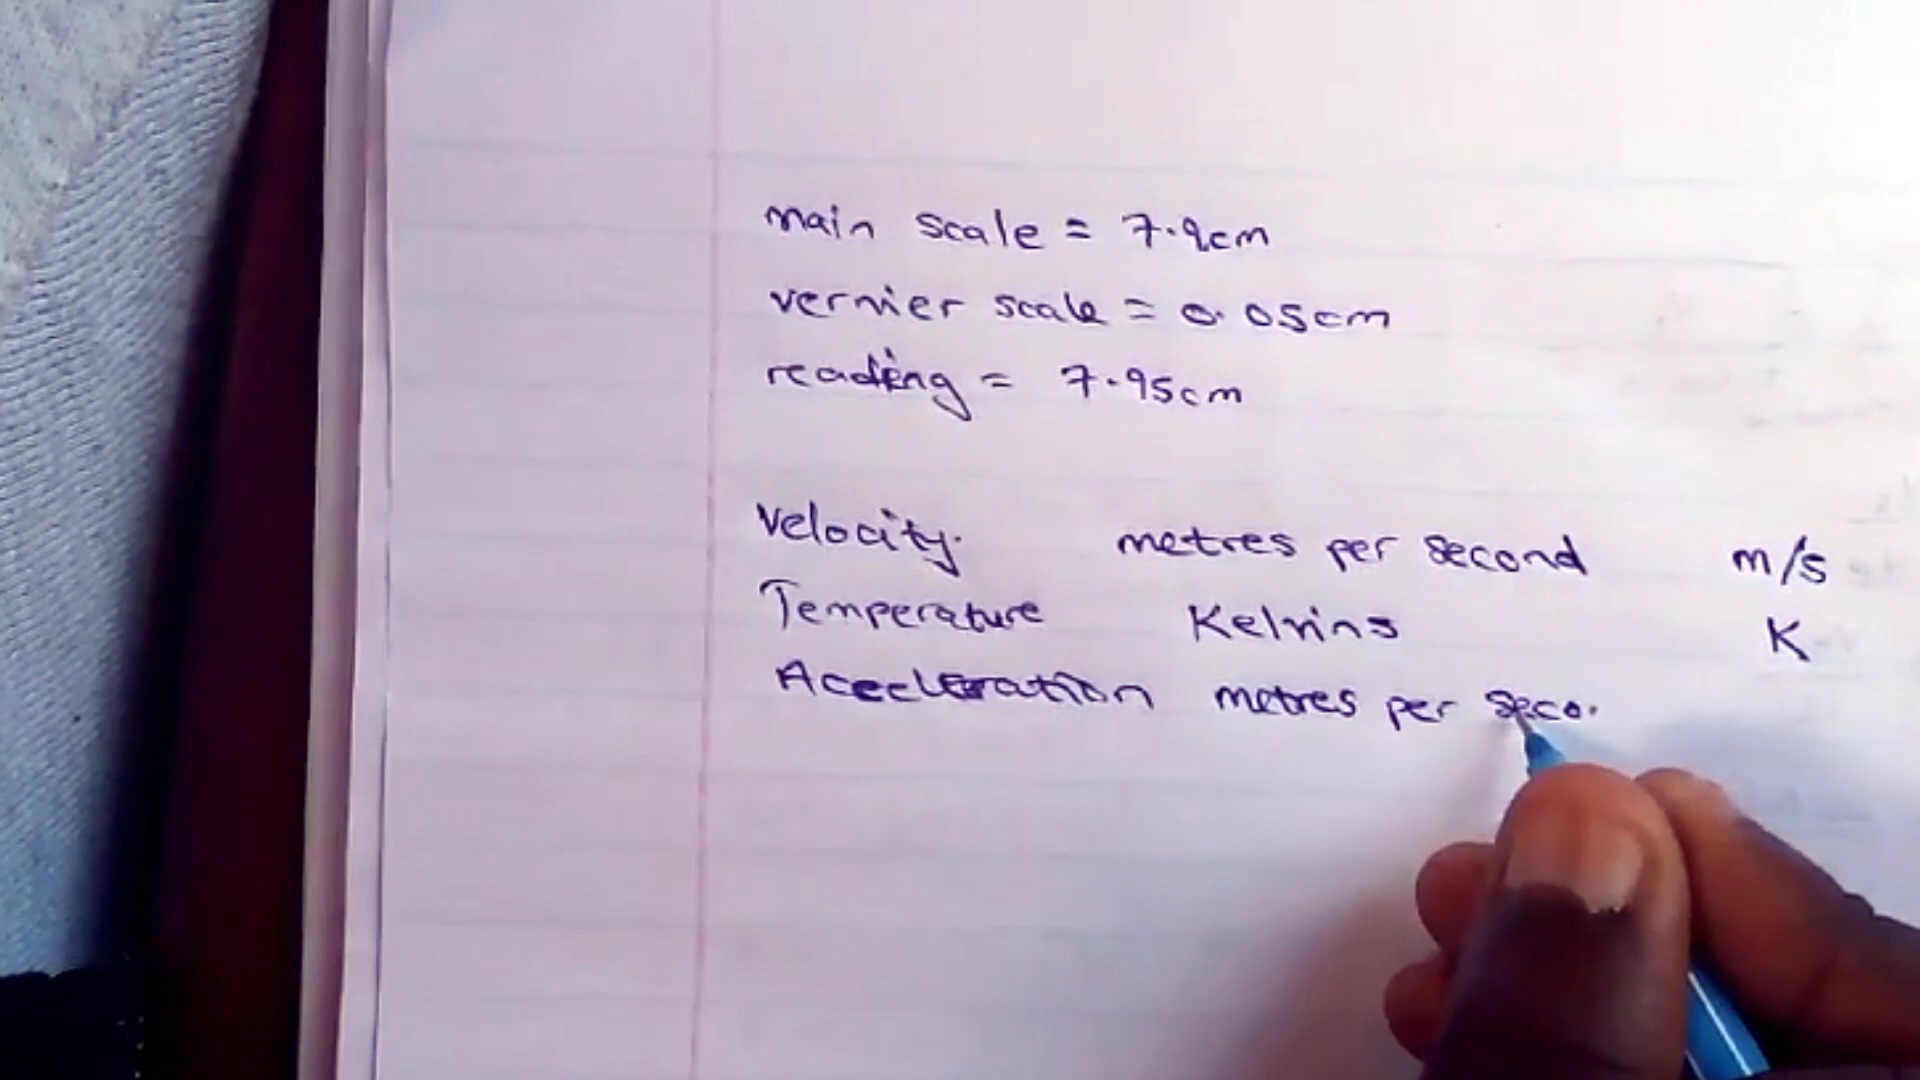 main scale = 7.9cm
vernier scale = 0.05cm
reading = 7.95cm
Velocity. metres per second m/s
Temperature Kelvins K
Acceleration metres per seco.